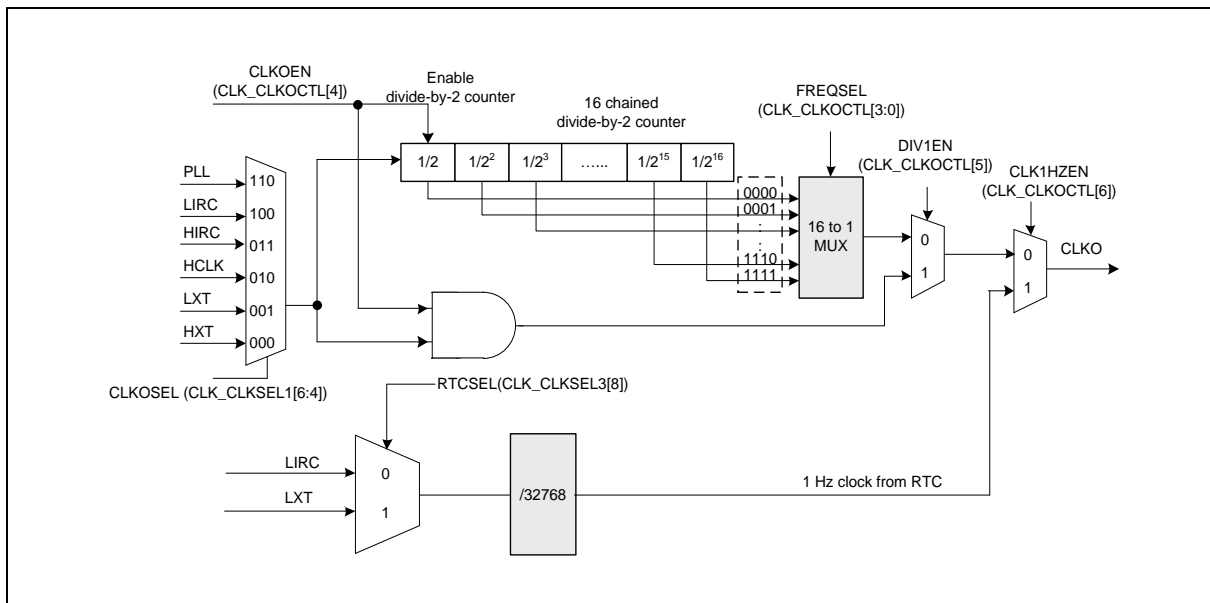 CLKOEN
(CLK_CLKOCTL[4])
Enable
divide-by-2 counter
16 chained
divide-by-2 counter
FREQSEL
(CLK_CLKOCTL[3:0])
DIV1EN
(CLK_CLKOCTL[5])
CLK1HZEN
(CLK_CLKOCTL[6])
1/2
1/2²
1/2³
…...
1/2¹⁵
1/2¹⁶
PLL
110
LIRC
100
HIRC
011
HCLK
010
LXT
001
HXT
000
CLKOSEL (CLK_CLKSEL1[6:4])
0000
0001
:
:
1110
1111
16 to 1
MUX
0
1
0
1
CLKO
RTCSEL(CLK_CLKSEL3[8])
LIRC
0
LXT
1
/32768
1 Hz clock from RTC